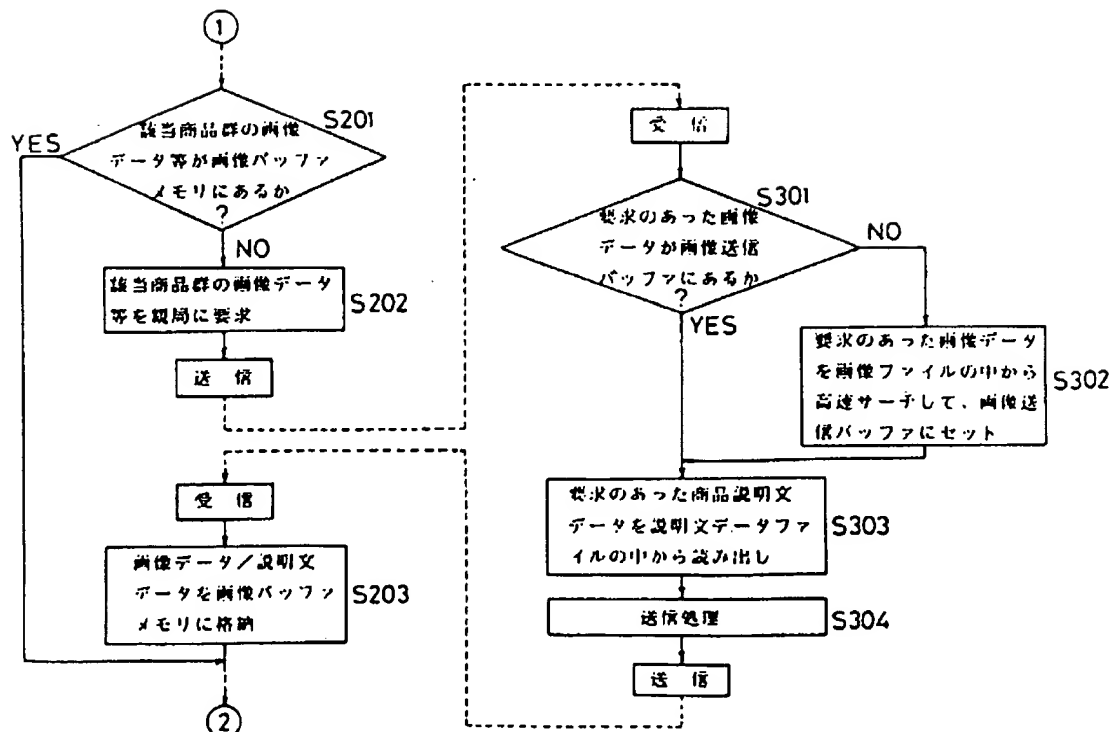 ①
該当商品群の画像
データ等が画像バッファ
メモリにあるか
?
S201
YES
NO
該当商品群の画像データ
等を親局に要求
S202
送信
受信
画像データ/説明文
データを画像バッファ
メモリに格納
S203
②
受信
要求のあった画像
データが画像送信
バッファにあるか
?
S301
NO
YES
要求のあった画像データ
を画像ファイルの中から
高速サーチして、画像送
信バッファにセット
S302
要求のあった商品説明文
データを説明文データファ
イルの中から読み出し
S303
送信処理
S304
送信